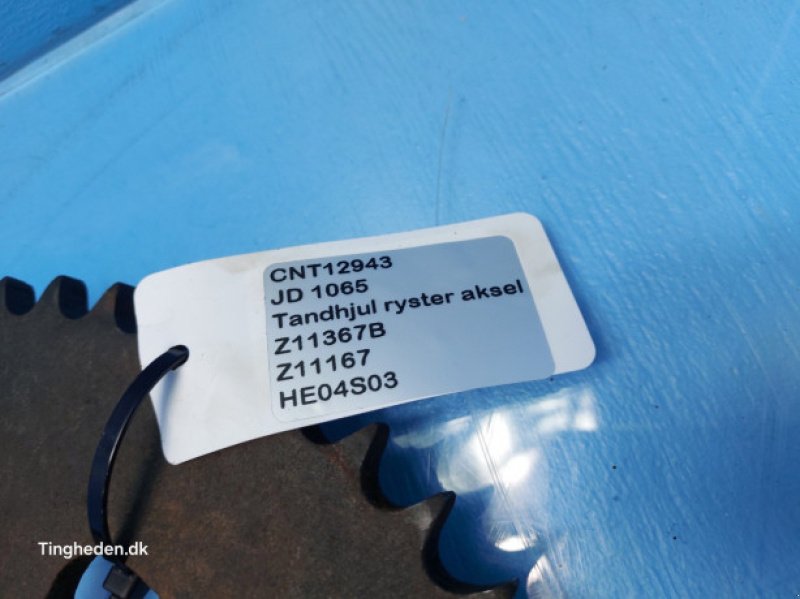 CNT12943
JD 1065
Tandhjul ryster aksel
Z11367B
Z11167
HE04S03
Tingheden.dk